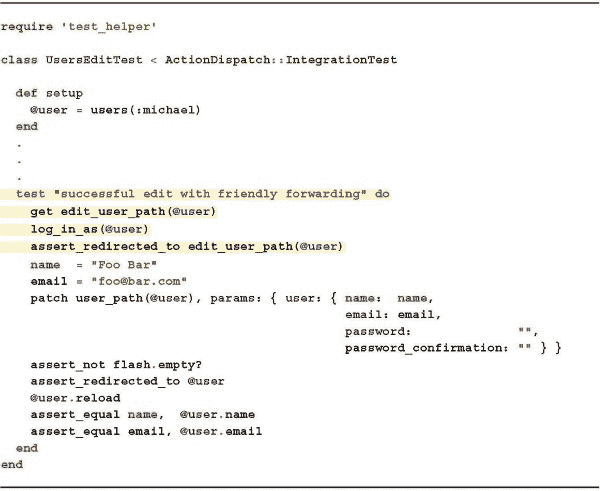 require 'test_helper'
class UsersEditTest < ActionDispatch::IntegrationTest
  def setup
    @user = users(:michael)
  end
  .
  .
  .
  test "successful edit with friendly forwarding" do
    get edit_user_path(@user)
    log_in_as(@user)
    assert_redirected_to edit_user_path(@user)
    name  = "Foo Bar"
    email = "foo@bar.com"
    patch user_path(@user), params: { user: { name:  name,
                                              email: email,
                                              password:              "",
                                              password_confirmation: "" } }
    assert_not flash.empty?
    assert_redirected_to @user
    @user.reload
    assert_equal name,  @user.name
    assert_equal email, @user.email
  end
end